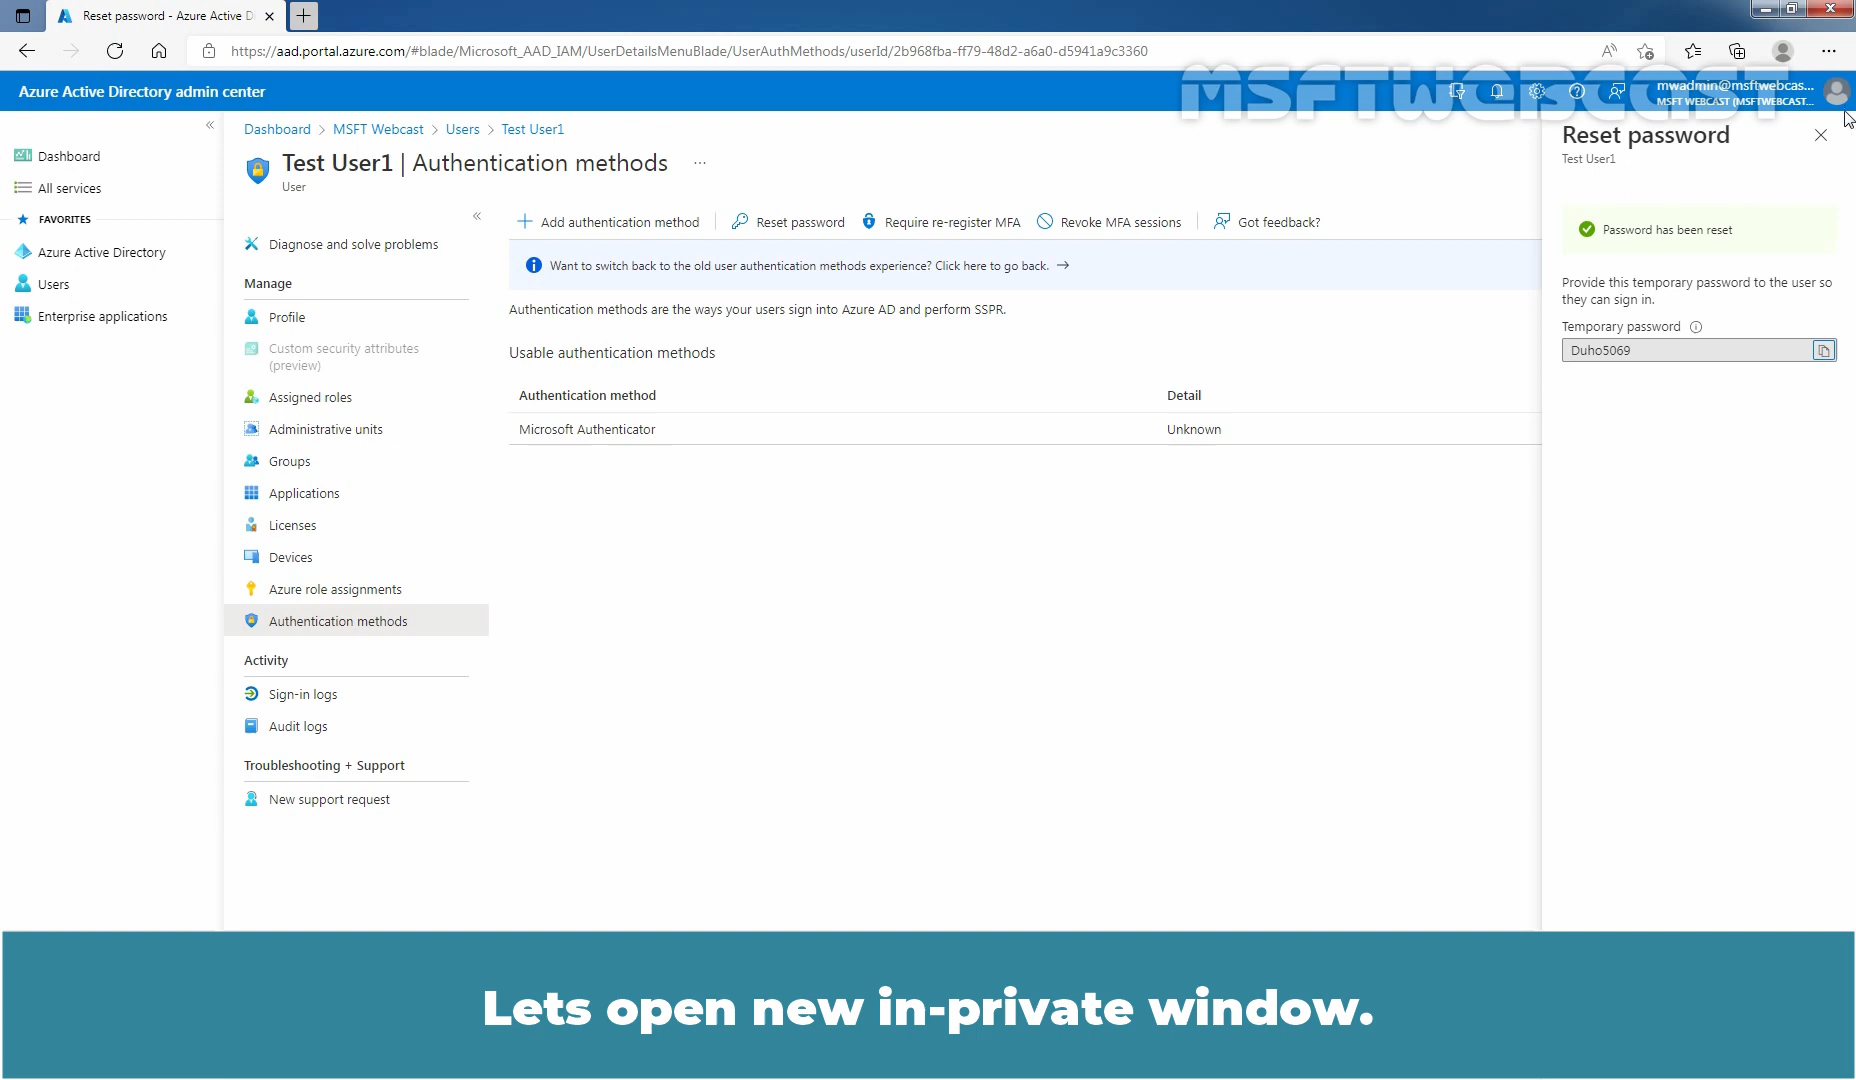 Reset password - Azure Active D
https://aad.portal.azure.com/#blade/Microsoft_AAD_IAM/UserDetailsMenuBlade/UserAuthMethods/userId/2b968fba-ff79-48d2-a6a0-d5941a9c3360
MSFTWEBCAST
Azure Active Directory admin center
mwadmin@msftwebcas...
MSFT WEBCAST (MSFTWEBCAST....
Dashboard
All services
FAVORITES
Azure Active Directory
Users
Enterprise applications
Dashboard > MSFT Webcast > Users > Test User1
Test User1 | Authentication methods ...
User
Diagnose and solve problems
Manage
Profile
Custom security attributes
(preview)
Assigned roles
Administrative units
Groups
Applications
Licenses
Devices
Azure role assignments
Authentication methods
Activity
Sign-in logs
Audit logs
Troubleshooting + Support
New support request
Add authentication method
Reset password
Require re-register MFA
Revoke MFA sessions
Got feedback?
Want to switch back to the old user authentication methods experience? Click here to go back. →
Authentication methods are the ways your users sign into Azure AD and perform SSPR.
Usable authentication methods
Authentication method Detail
Microsoft Authenticator Unknown
Reset password
Test User1
Password has been reset
Provide this temporary password to the user so
they can sign in.
Temporary password
Duho5069
Lets open new in-private window.